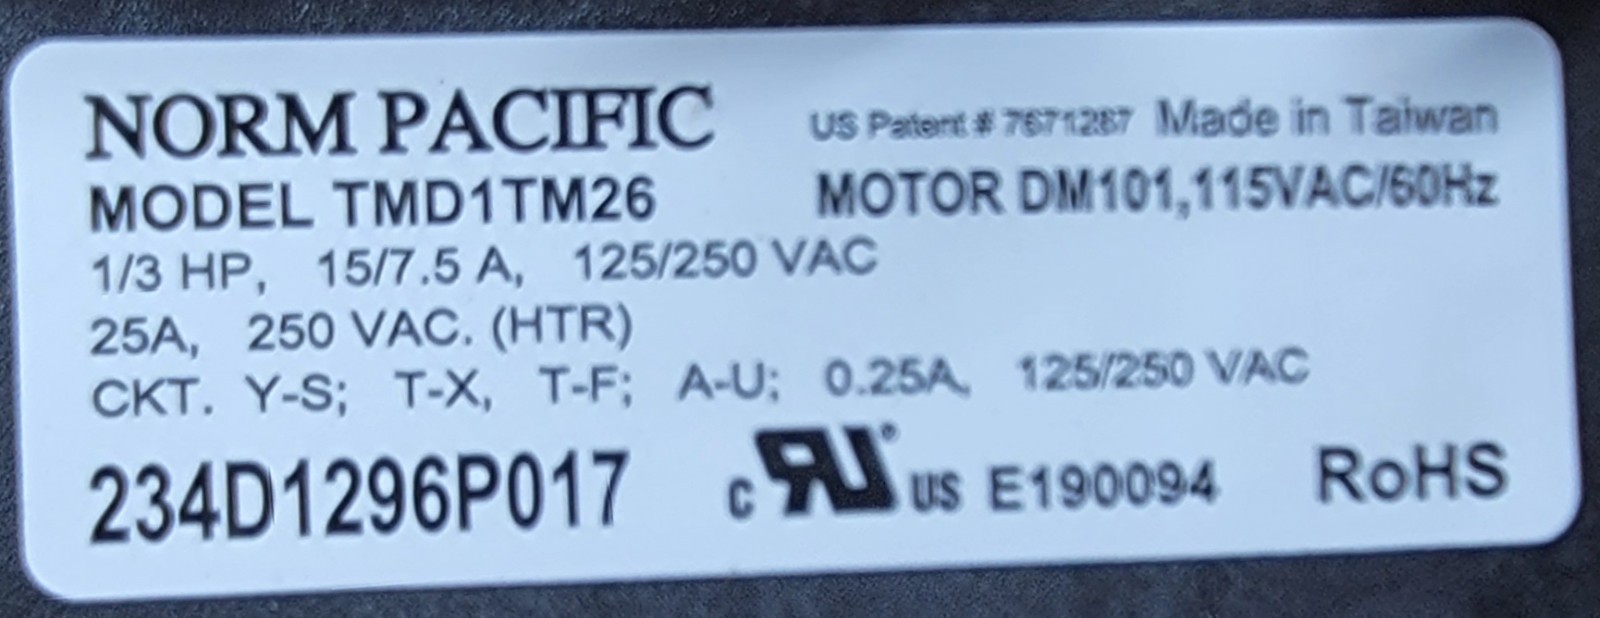 NORM PACIFIC US Patent # 7671287 Made in Taiwan
MODEL TMD1TM26 MOTOR DM101,115VAC/60Hz
1/3 HP, 15/7.5 A, 125/250 VAC
25A, 250 VAC. (HTR)
CKT. Y-S; T-X, T-F; A-U; 0.25A, 125/250 VAC
234D1296P017 c RU ® US E190094 RoHS